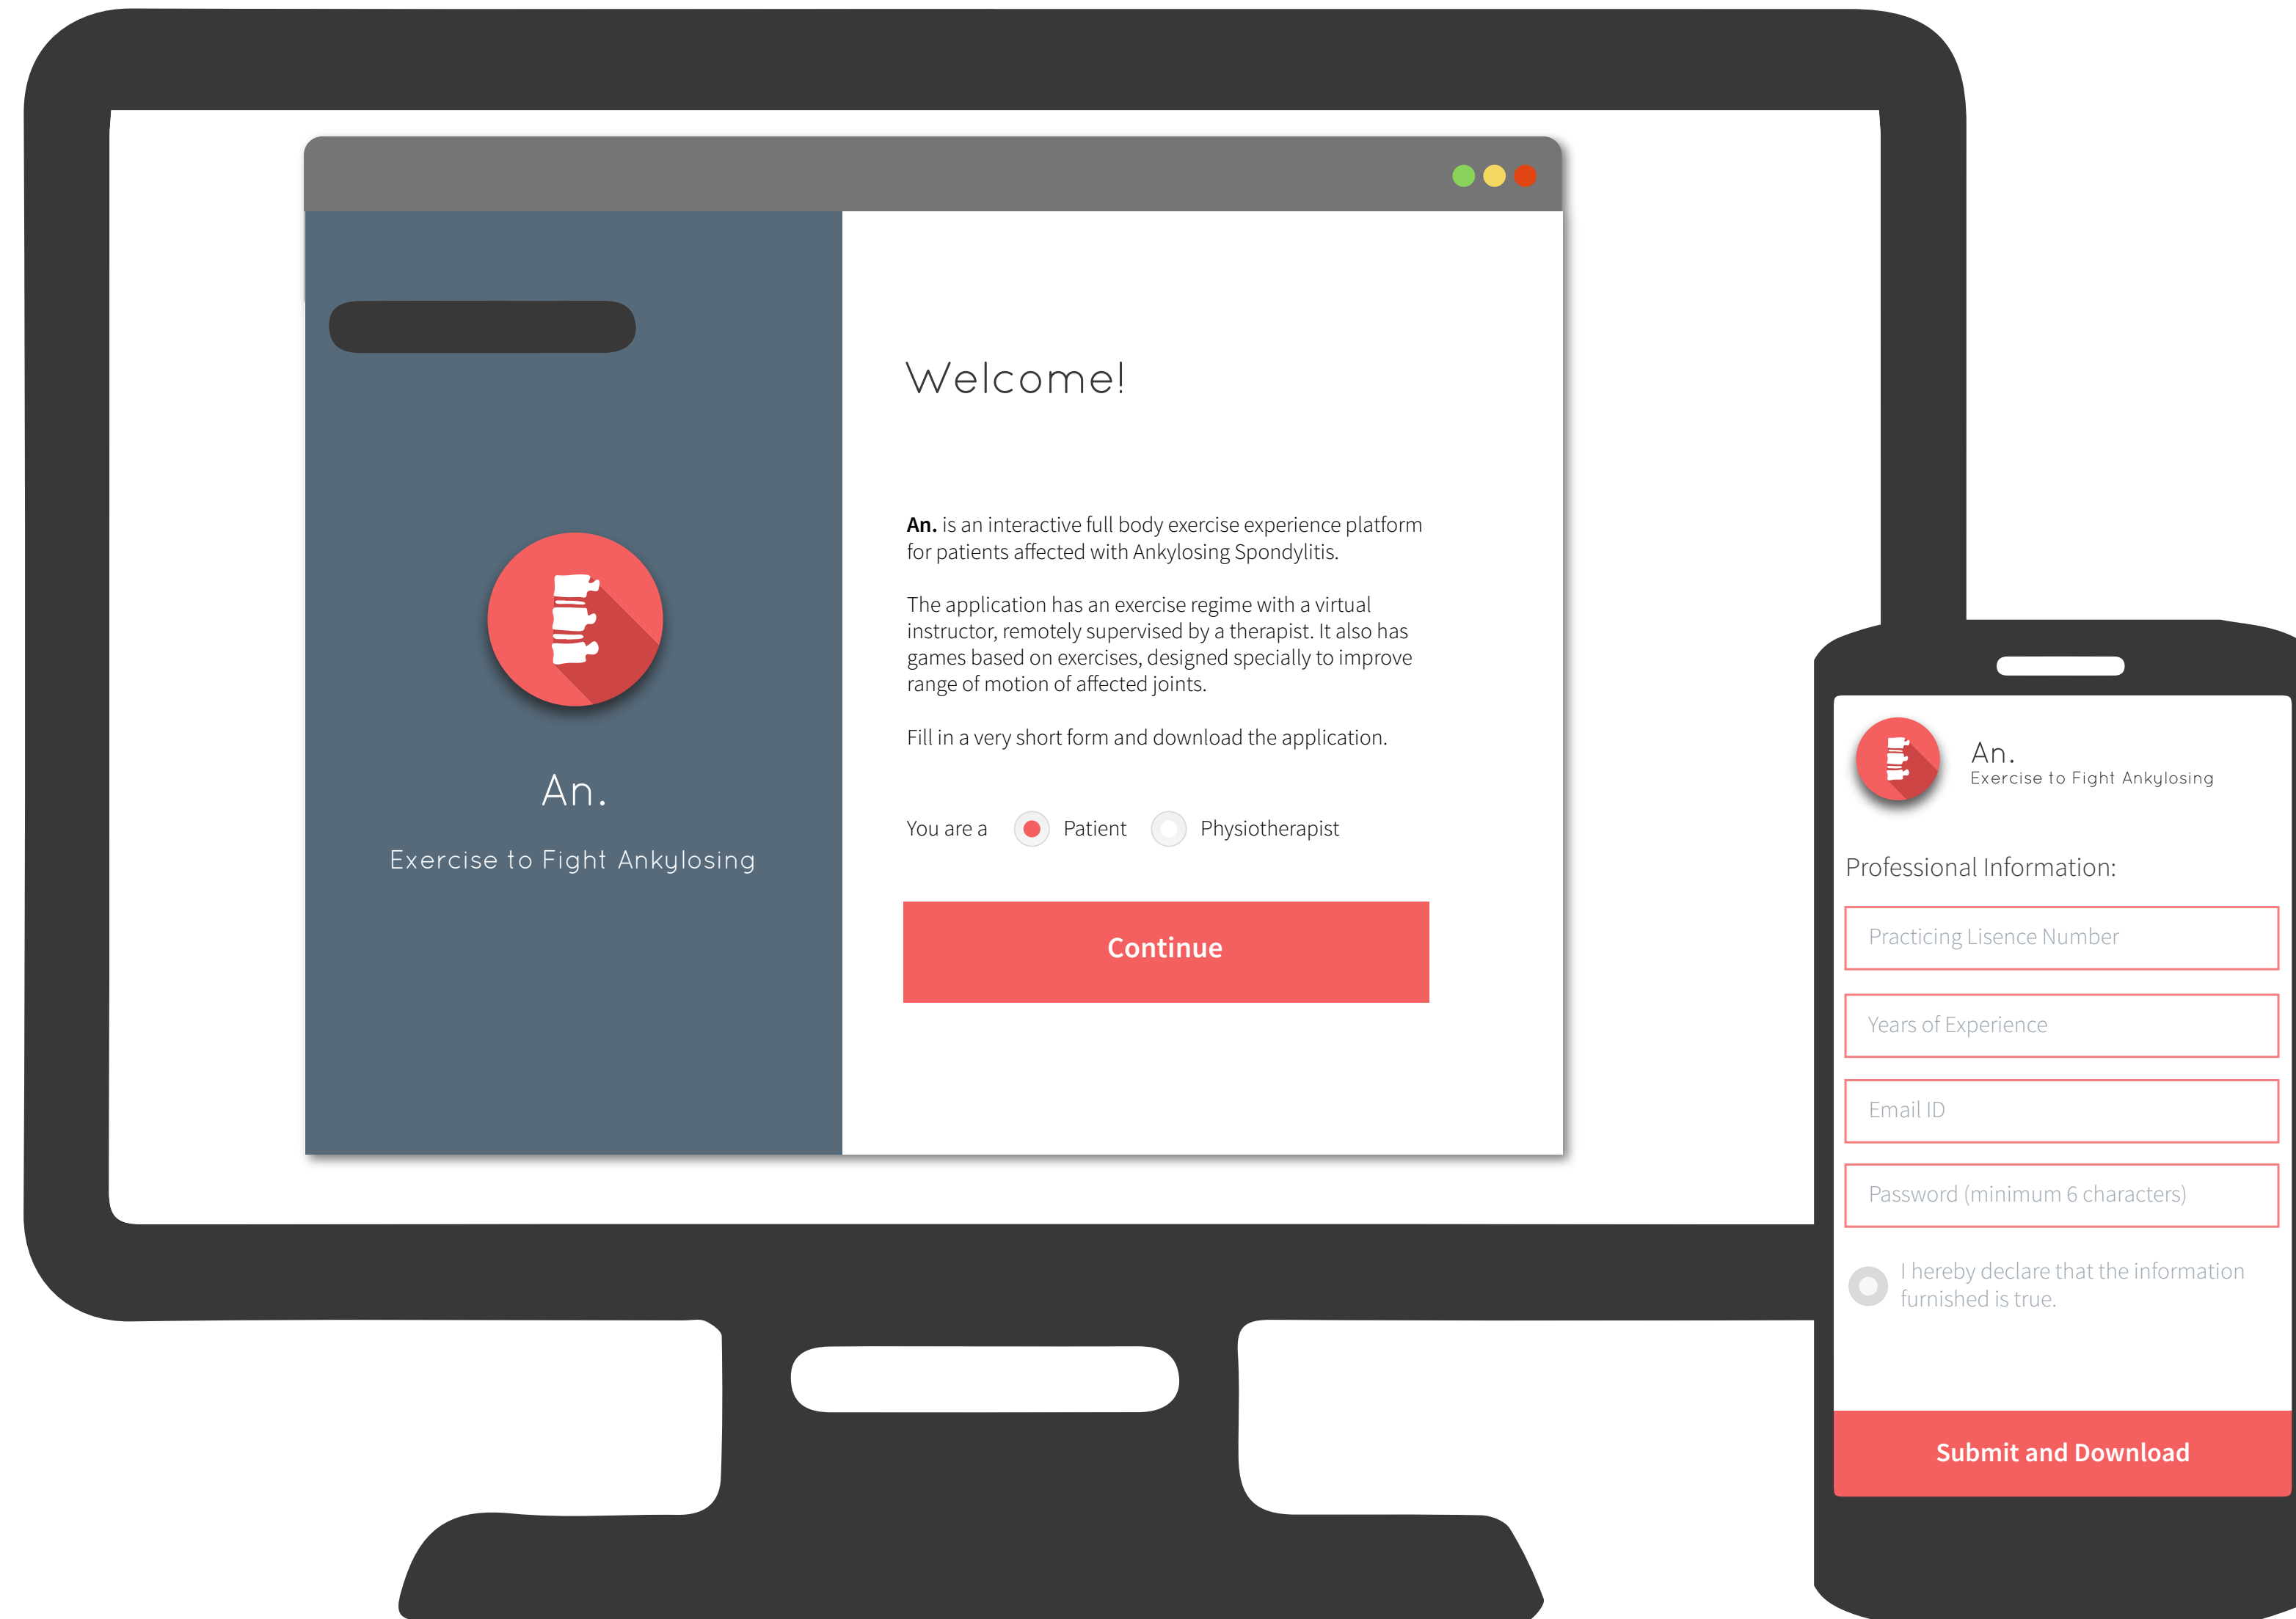 An.
Exercise to Fight Ankylosing
Welcome!
An. is an interactive full body exercise experience platform
for patients affected with Ankylosing Spondylitis.
The application has an exercise regime with a virtual
instructor, remotely supervised by a therapist. It also has
games based on exercises, designed specially to improve
range of motion of affected joints.
Fill in a very short form and download the application.
You are a Patient Physiotherapist
Continue
An.
Exercise to Fight Ankylosing
Professional Information:
Practicing Lisence Number
Years of Experience
Email ID
Password (minimum 6 characters)
I hereby declare that the information
furnished is true.
Submit and Download